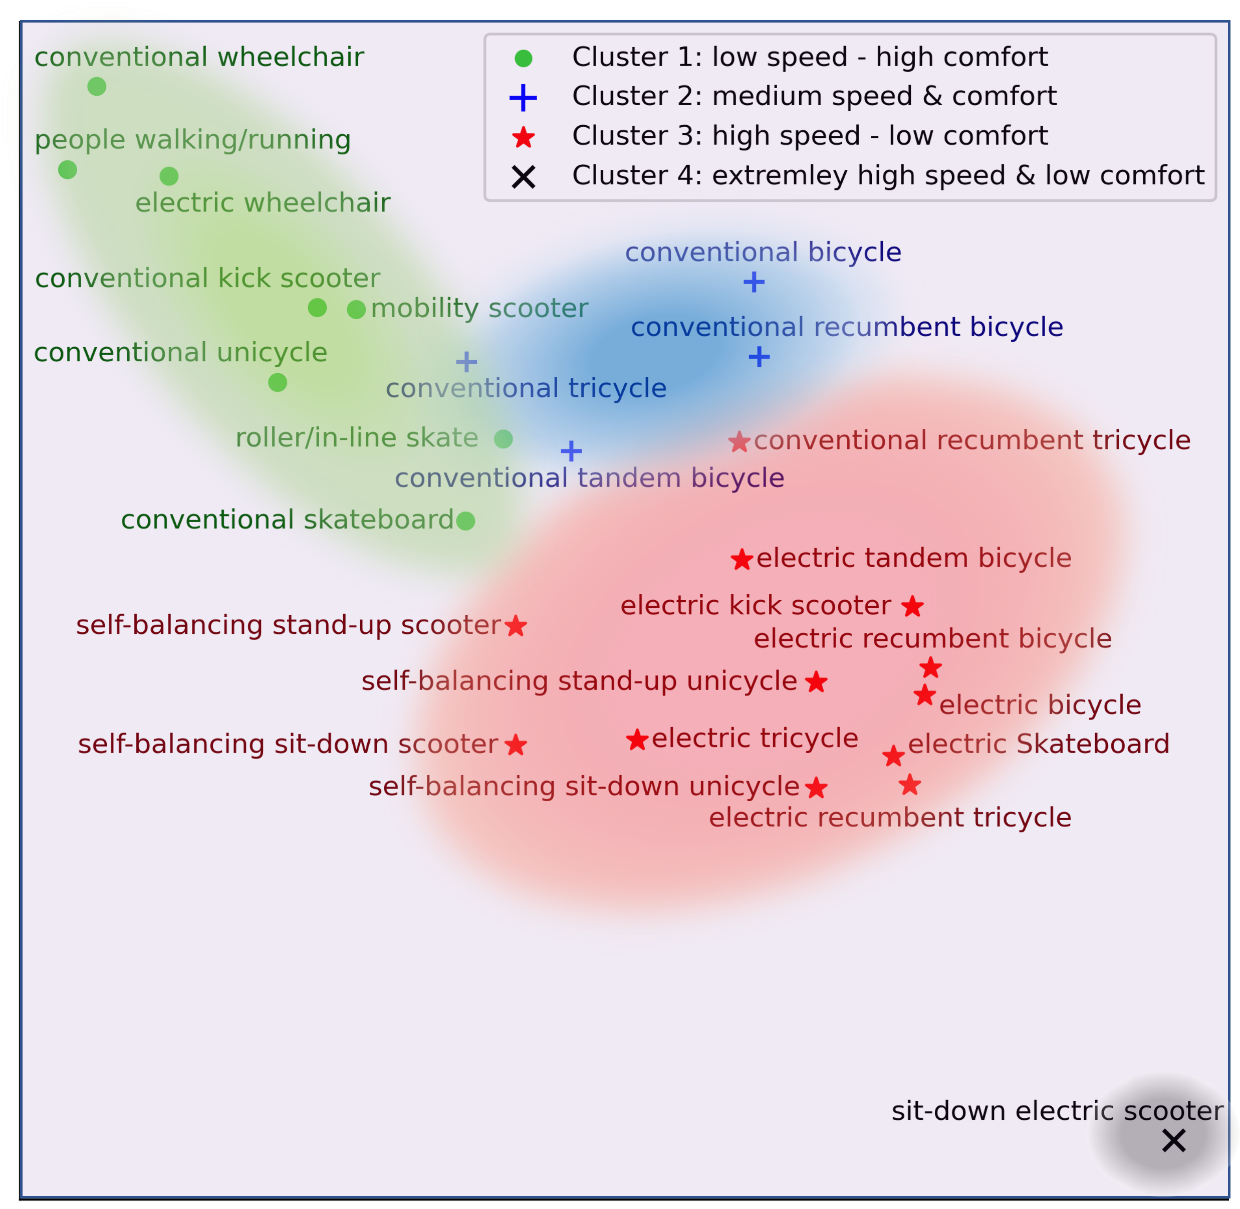 conventional wheelchair
Cluster 1: low speed - high comfort
Cluster 2: medium speed & comfort
Cluster 3: high speed - low comfort
Cluster 4: extremley high speed & low comfort
people walking/running
electric wheelchair
conventional bicycle
conventional kick scooter
mobility scooter
conventional recumbent bicycle
conventional unicycle
conventional tricycle
roller/in-line skate
conventional recumbent tricycle
conventional tandem bicycle
conventional skateboard
electric tandem bicycle
electric kick scooter
self-balancing stand-up scooter
electric recumbent bicycle
self-balancing stand-up unicycle
electric bicycle
electric tricycle
self-balancing sit-down scooter
electric Skateboard
self-balancing sit-down unicycle
electric recumbent tricycle
sit-down electric scooter